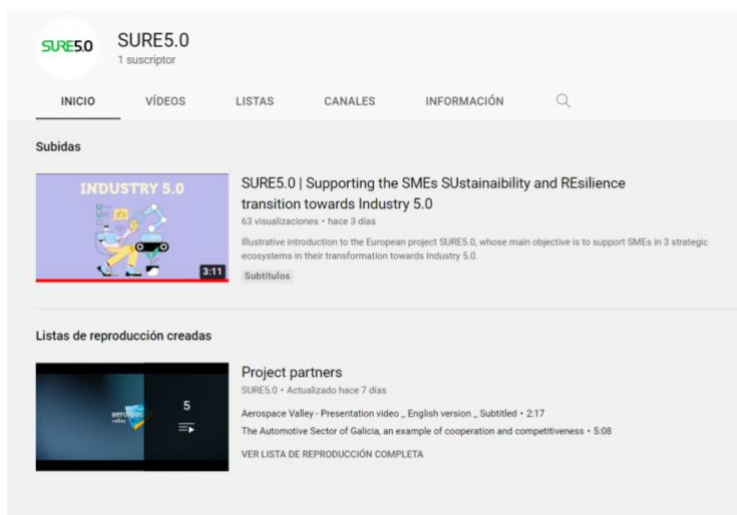 SURE5.0
SURE5.0
1 suscriptor
INICIO VÍDEOS LISTAS CANALES INFORMACIÓN
Subidas
INDUSTRY 5.0
3:11
SURE5.0 | Supporting the SMEs SUstainaibility and REsilience
transition towards Industry 5.0
63 visualizaciones • hace 3 días
Illustrative introduction to the European project SURE5.0, whose main objective is to support SMEs in 3 strategic
ecosystems in their transformation towards Industry 5.0.
Subtítulos
Listas de reproducción creadas
aerospace
valley
5
Project partners
SURE5.0 • Actualizado hace 7 días
Aerospace Valley - Presentation video _ English version _ Subtitled • 2:17
The Automotive Sector of Galicia, an example of cooperation and competitiveness • 5:08
VER LISTA DE REPRODUCCIÓN COMPLETA